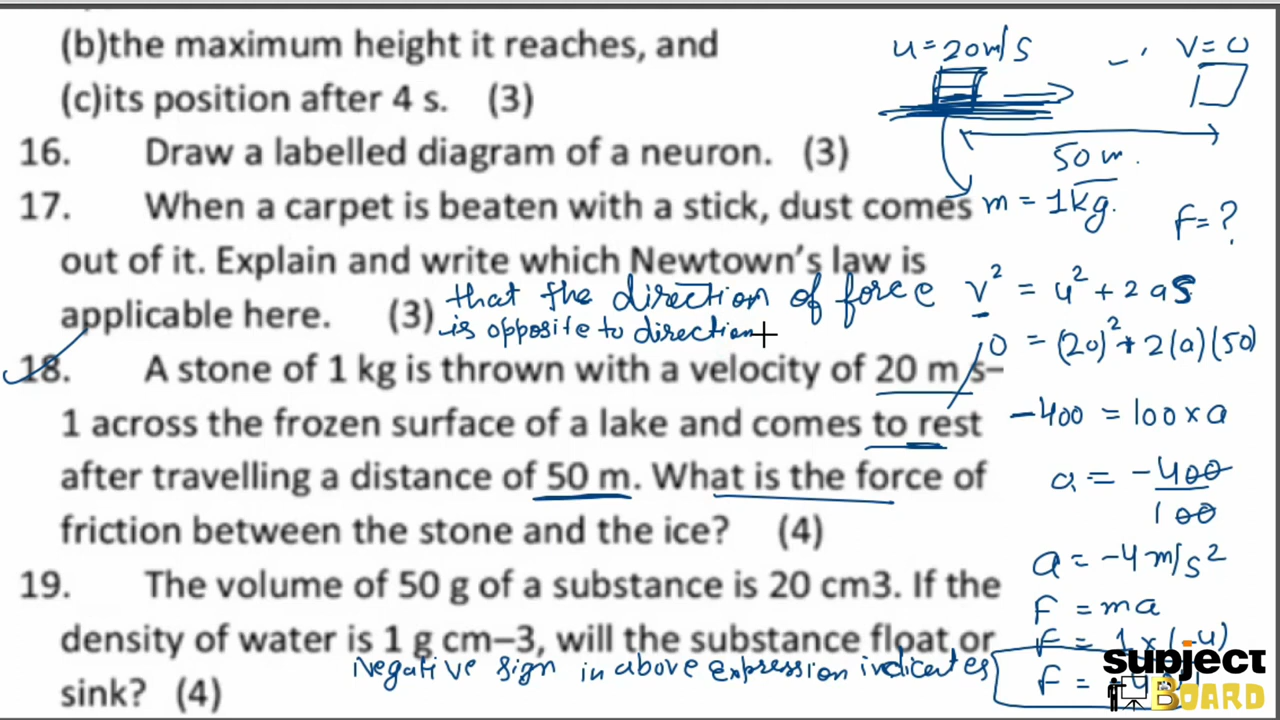 (b)the maximum height it reaches, and
(c)its position after 4 s. (3)
16. Draw a labelled diagram of a neuron. (3)
17. When a carpet is beaten with a stick, dust comes
out of it. Explain and write which Newtown's law is
applicable here. (3)
18. A stone of 1 kg is thrown with a velocity of 20 m s–
1 across the frozen surface of a lake and comes to rest
after travelling a distance of 50 m. What is the force of
friction between the stone and the ice? (4)
19. The volume of 50 g of a substance is 20 cm3. If the
density of water is 1 g cm–3, will the substance float or
sink? (4)
u = 20m/s
v = 0
50 m.
m = 1kg.
F = ?
v² = u² + 2as
0 = (20)² + 2(a)(50)
-400 = 100 x a
a = -400
100
a = -4m/s²
F = ma
F = 1 x (-4)
F =
Negative sign in above expression indicates
that the direction of force
is opposite to direction
SUBJECT
BOARD